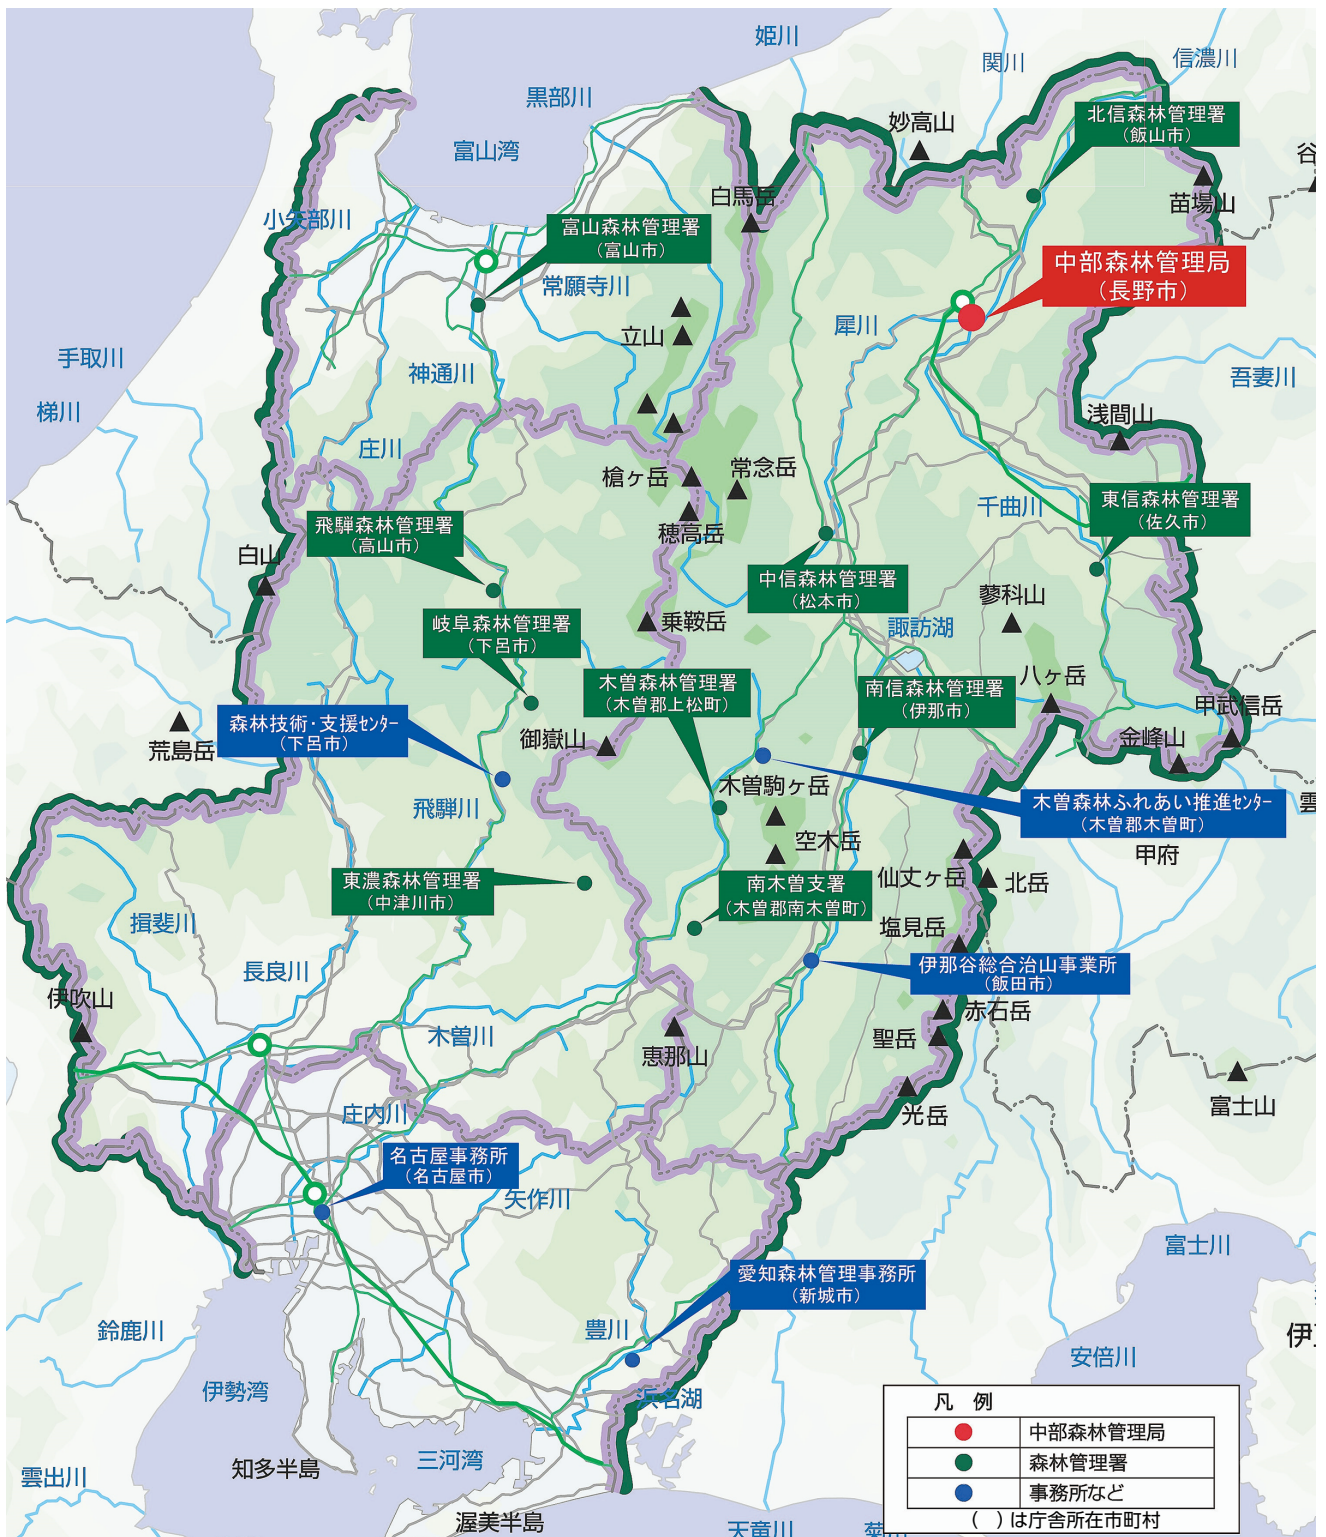 姫川
関川
信濃川
黒部川
北信森林管理署
(飯山市)
妙高山
富山湾
谷
白馬岳
苗場山
小矢部川
富山森林管理署
(富山市)
中部森林管理局
(長野市)
常願寺川
立山
犀川
手取川
神通川
吾妻川
梯川
浅間山
庄川
槍ヶ岳
常念岳
千曲川
東信森林管理署
(佐久市)
飛騨森林管理署
(高山市)
穂高岳
白山
中信森林管理署
(松本市)
蓼科山
岐阜森林管理署
(下呂市)
乗鞍岳
諏訪湖
木曽森林管理署
(木曽郡上松町)
南信森林管理署
(伊那市)
八ヶ岳
甲武信岳
森林技術・支援センター
(下呂市)
荒島岳
御嶽山
金峰山
木曽駒ヶ岳
飛騨川
木曽森林ふれあい推進センター
(木曽郡木曽町)
雲
空木岳
甲府
東濃森林管理署
(中津川市)
南木曽支署
(木曽郡南木曽町)
仙丈ヶ岳
北岳
揖斐川
塩見岳
長良川
伊那谷総合治山事業所
(飯田市)
伊吹山
赤石岳
木曽川
恵那山
聖岳
庄内川
光岳
富士山
名古屋事務所
(名古屋市)
矢作川
富士川
愛知森林管理事務所
(新城市)
鈴鹿川
豊川
安倍川
伊勢湾
浜名湖
知多半島
三河湾
雲出川
渥美半島
天竜川
凡 例
中部森林管理局
森林管理署
事務所など
( )は庁舎所在市町村